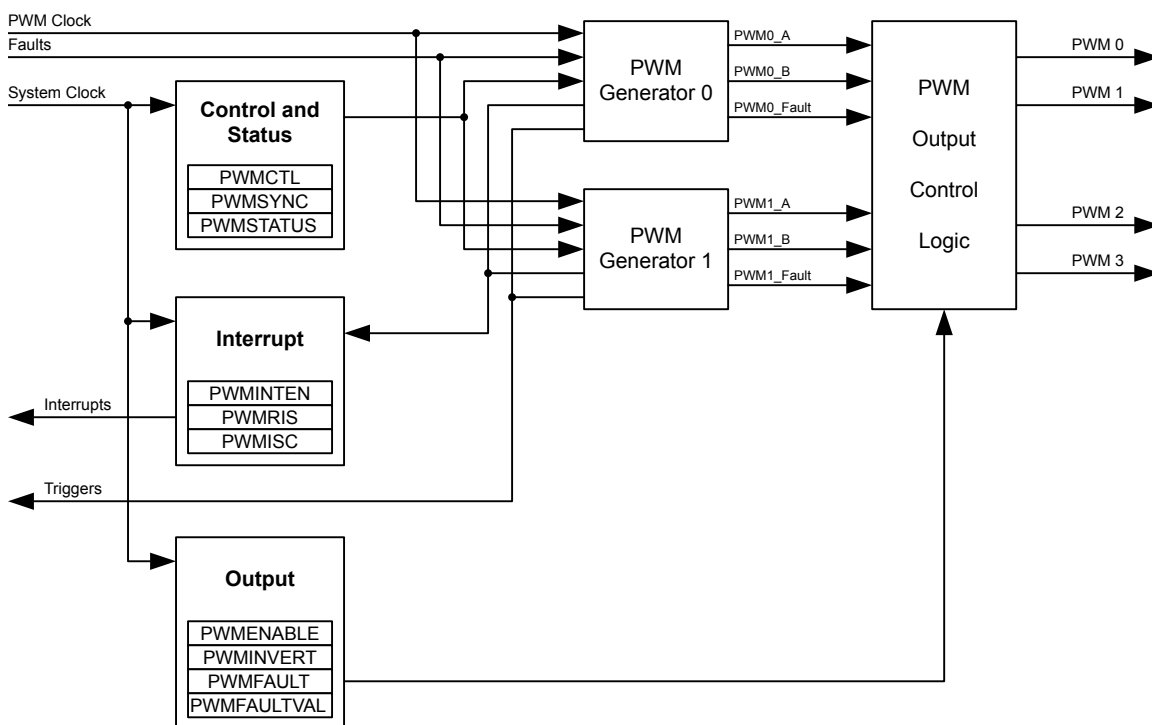 PWM Clock
Faults
System Clock
Control and
Status
PWMCTL
PWMSYNC
PWMSTATUS
Interrupt
PWMINTEN
PWMRIS
PWMISC
Interrupts
Triggers
Output
PWMENABLE
PWMINVERT
PWMFAULT
PWMFAULTVAL
PWM
Generator 0
PWM0_A
PWM0_B
PWM0_Fault
PWM
Generator 1
PWM1_A
PWM1_B
PWM1_Fault
PWM
Output
Control
Logic
PWM 0
PWM 1
PWM 2
PWM 3